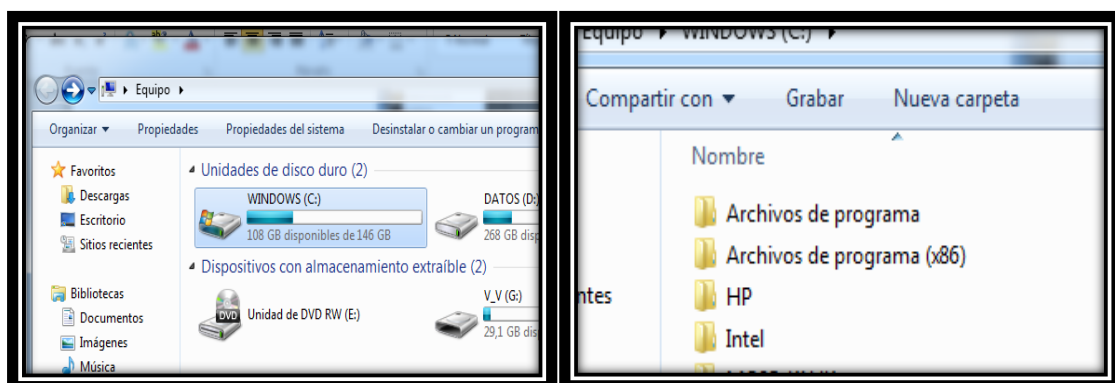 Equipo
Organizar Propiedades Propiedades del sistema Desinstalar o cambiar un program
Favoritos
Descargas
Escritorio
Sitios recientes
Bibliotecas
Documentos
Imágenes
Música
Unidades de disco duro (2)
WINDOWS (C:)
108 GB disponibles de 146 GB
DATOS (D:)
268 GB disp
Dispositivos con almacenamiento extraíble (2)
DVD
Unidad de DVD RW (E:)
V_V (G:)
29,1 GB dis
Equipo WINDOWS (C:)
Compartir con Grabar Nueva carpeta
Nombre
Archivos de programa
Archivos de programa (x86)
ntes
HP
Intel